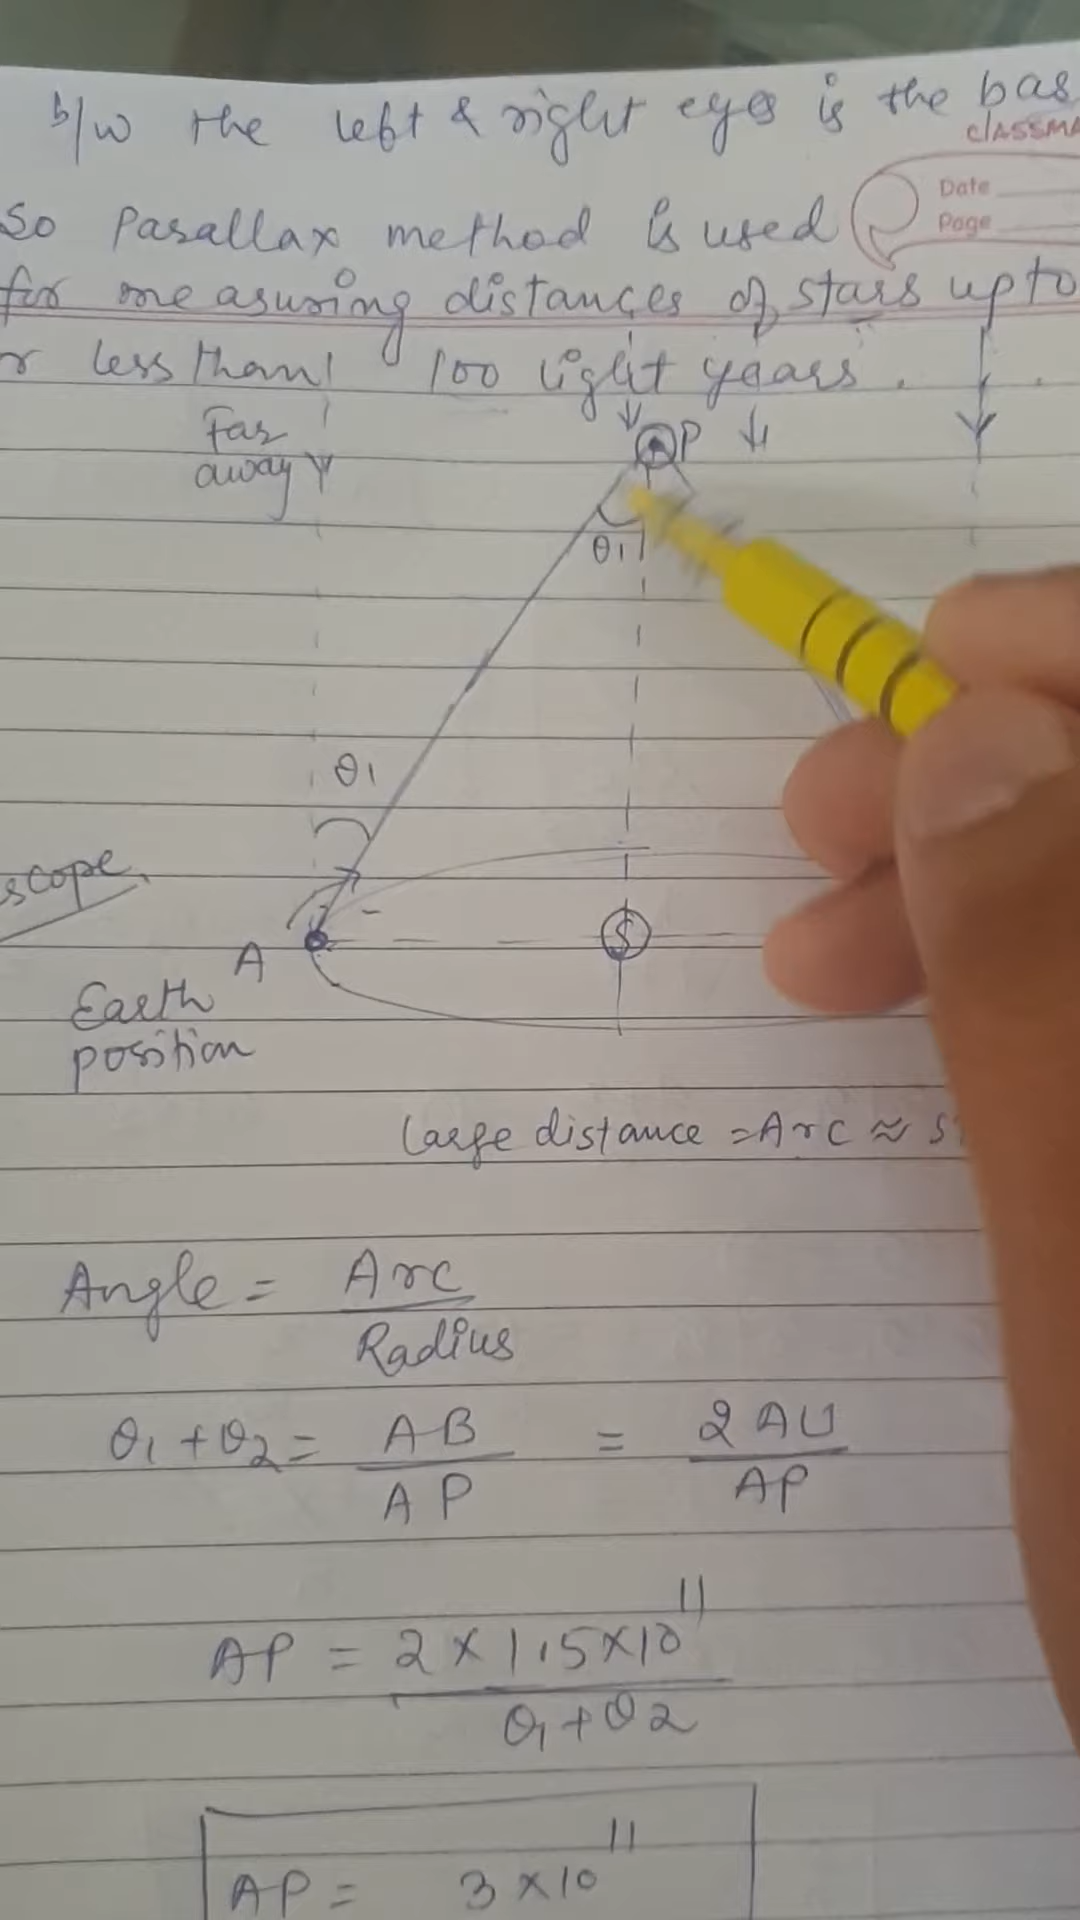 b/w the left & right eyes is the bas
CLASSMA
Date
So Parallax method is used
Page
for measuring distances of stars upto
r less than 100 light years.
Far
away
P
θ1
θ1
scope.
S
A
Earth
position
Large distance = Arc ≈ s
Angle = Arc
Radius
θ1 + θ2 = AB = 2AU
AP AP
AP = 2 × 1.5 × 10^11
θ1 + θ2
AP = 3 × 10^11